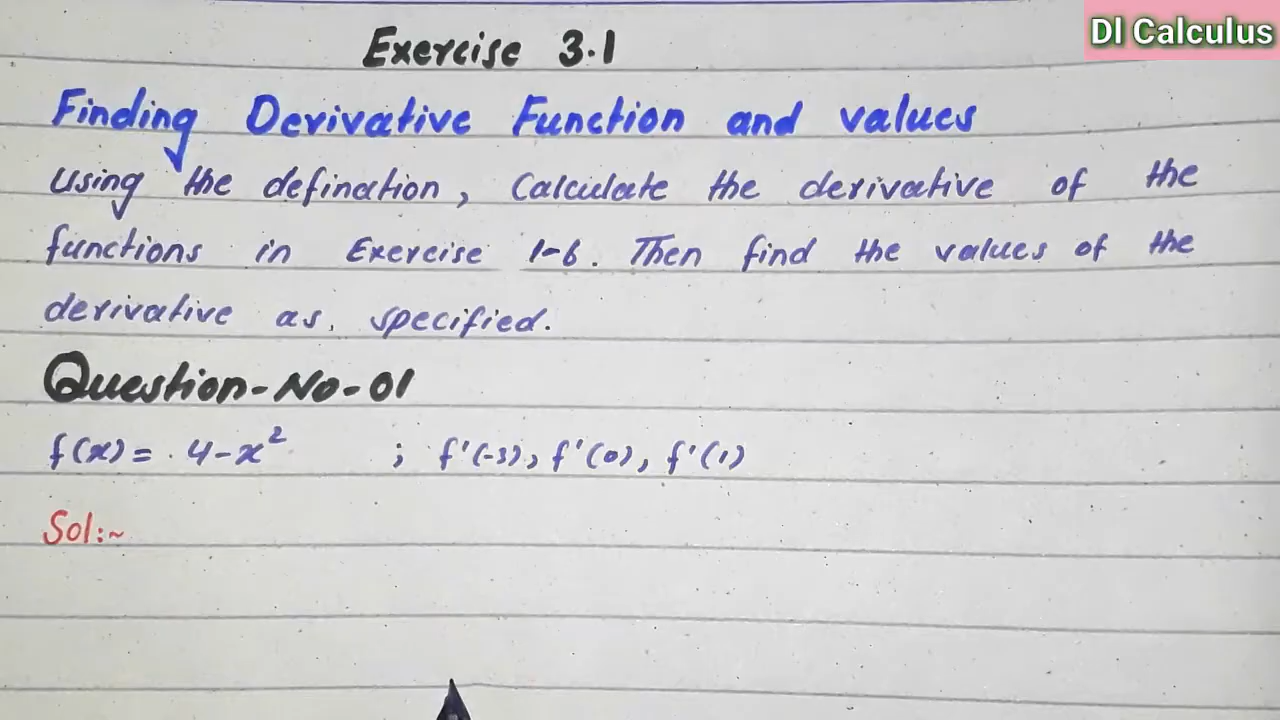 DI Calculus
Exercise 3.1
Finding Derivative Function and values
using the defination, Calculate the derivative of the
functions in Exercise 1-6. Then find the values of the
derivative as, specified.
Question-No-01
f(x) = 4-x² ; f'(-3), f'(0), f'(1)
Sol:~